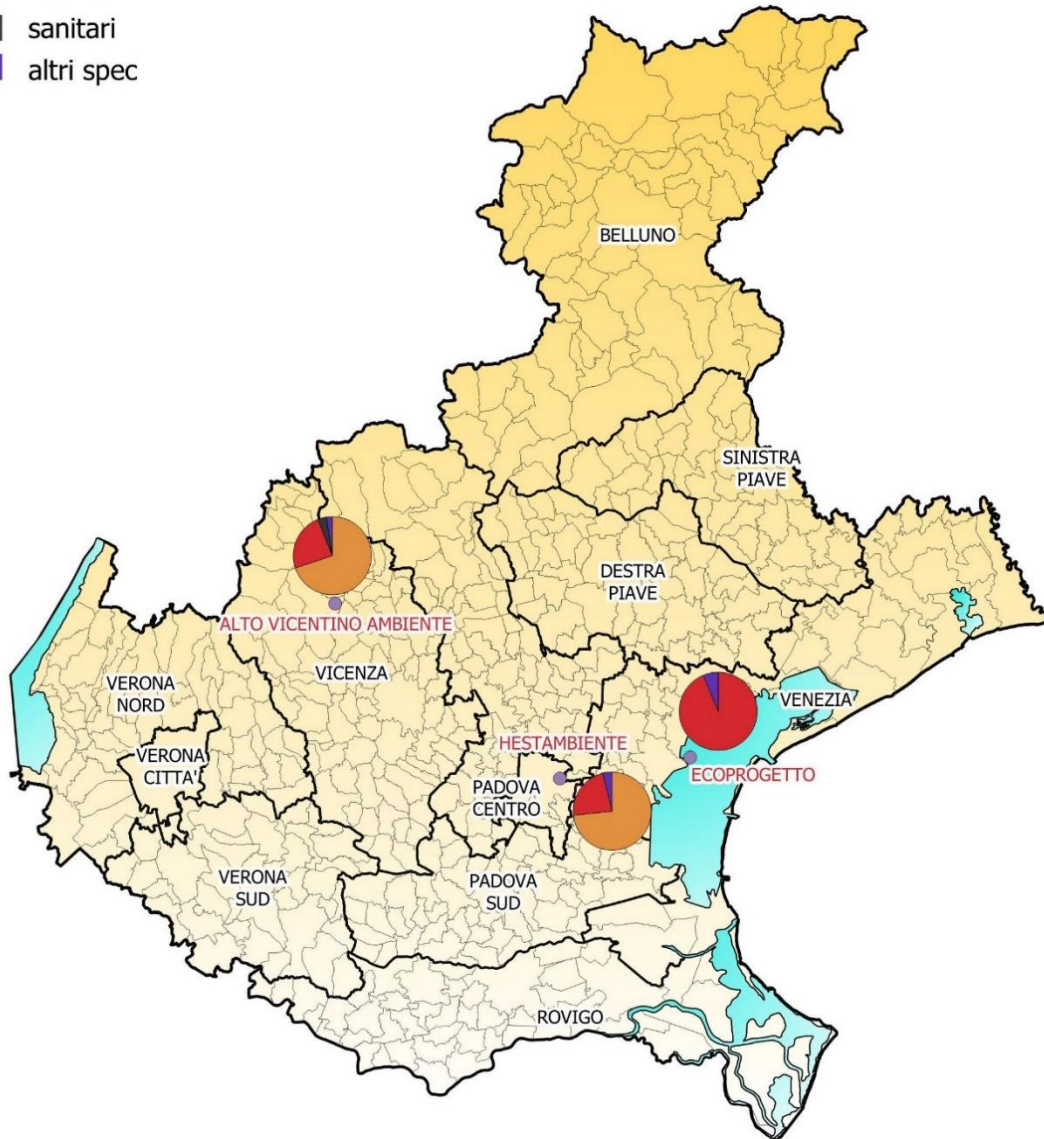 sanitari
altri spec
BELLUNO
SINISTRA
PIAVE
DESTRA
PIAVE
ALTO VICENTINO AMBIENTE
VICENZA
VERONA
NORD
VENEZIA
HESTAMBIENTE
VERONA
CITTA'
ECOPROGETTO
PADOVA
CENTRO
VERONA
SUD
PADOVA
SUD
ROVIGO